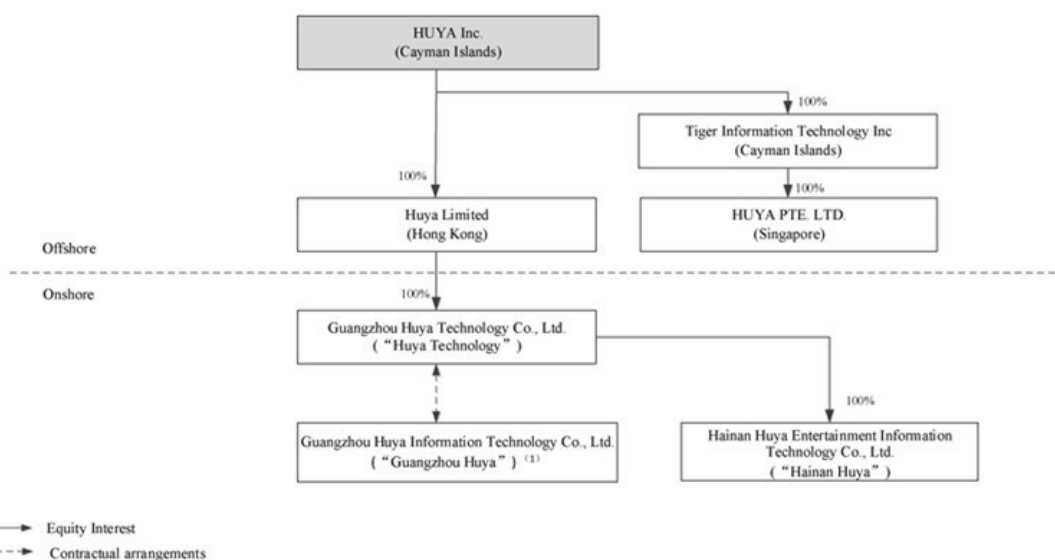 HUYA Inc.
(Cayman Islands)
100%
Tiger Information Technology Inc
(Cayman Islands)
100%
100%
Huya Limited
(Hong Kong)
HUYA PTE. LTD.
(Singapore)
Offshore
Onshore
100%
Guangzhou Huya Technology Co., Ltd.
( “Huya Technology” )
100%
Guangzhou Huya Information Technology Co., Ltd.
( “Guangzhou Huya” ) (1)
Hainan Huya Entertainment Information
Technology Co., Ltd.
( “Hainan Huya” )
Equity Interest
Contractual arrangements